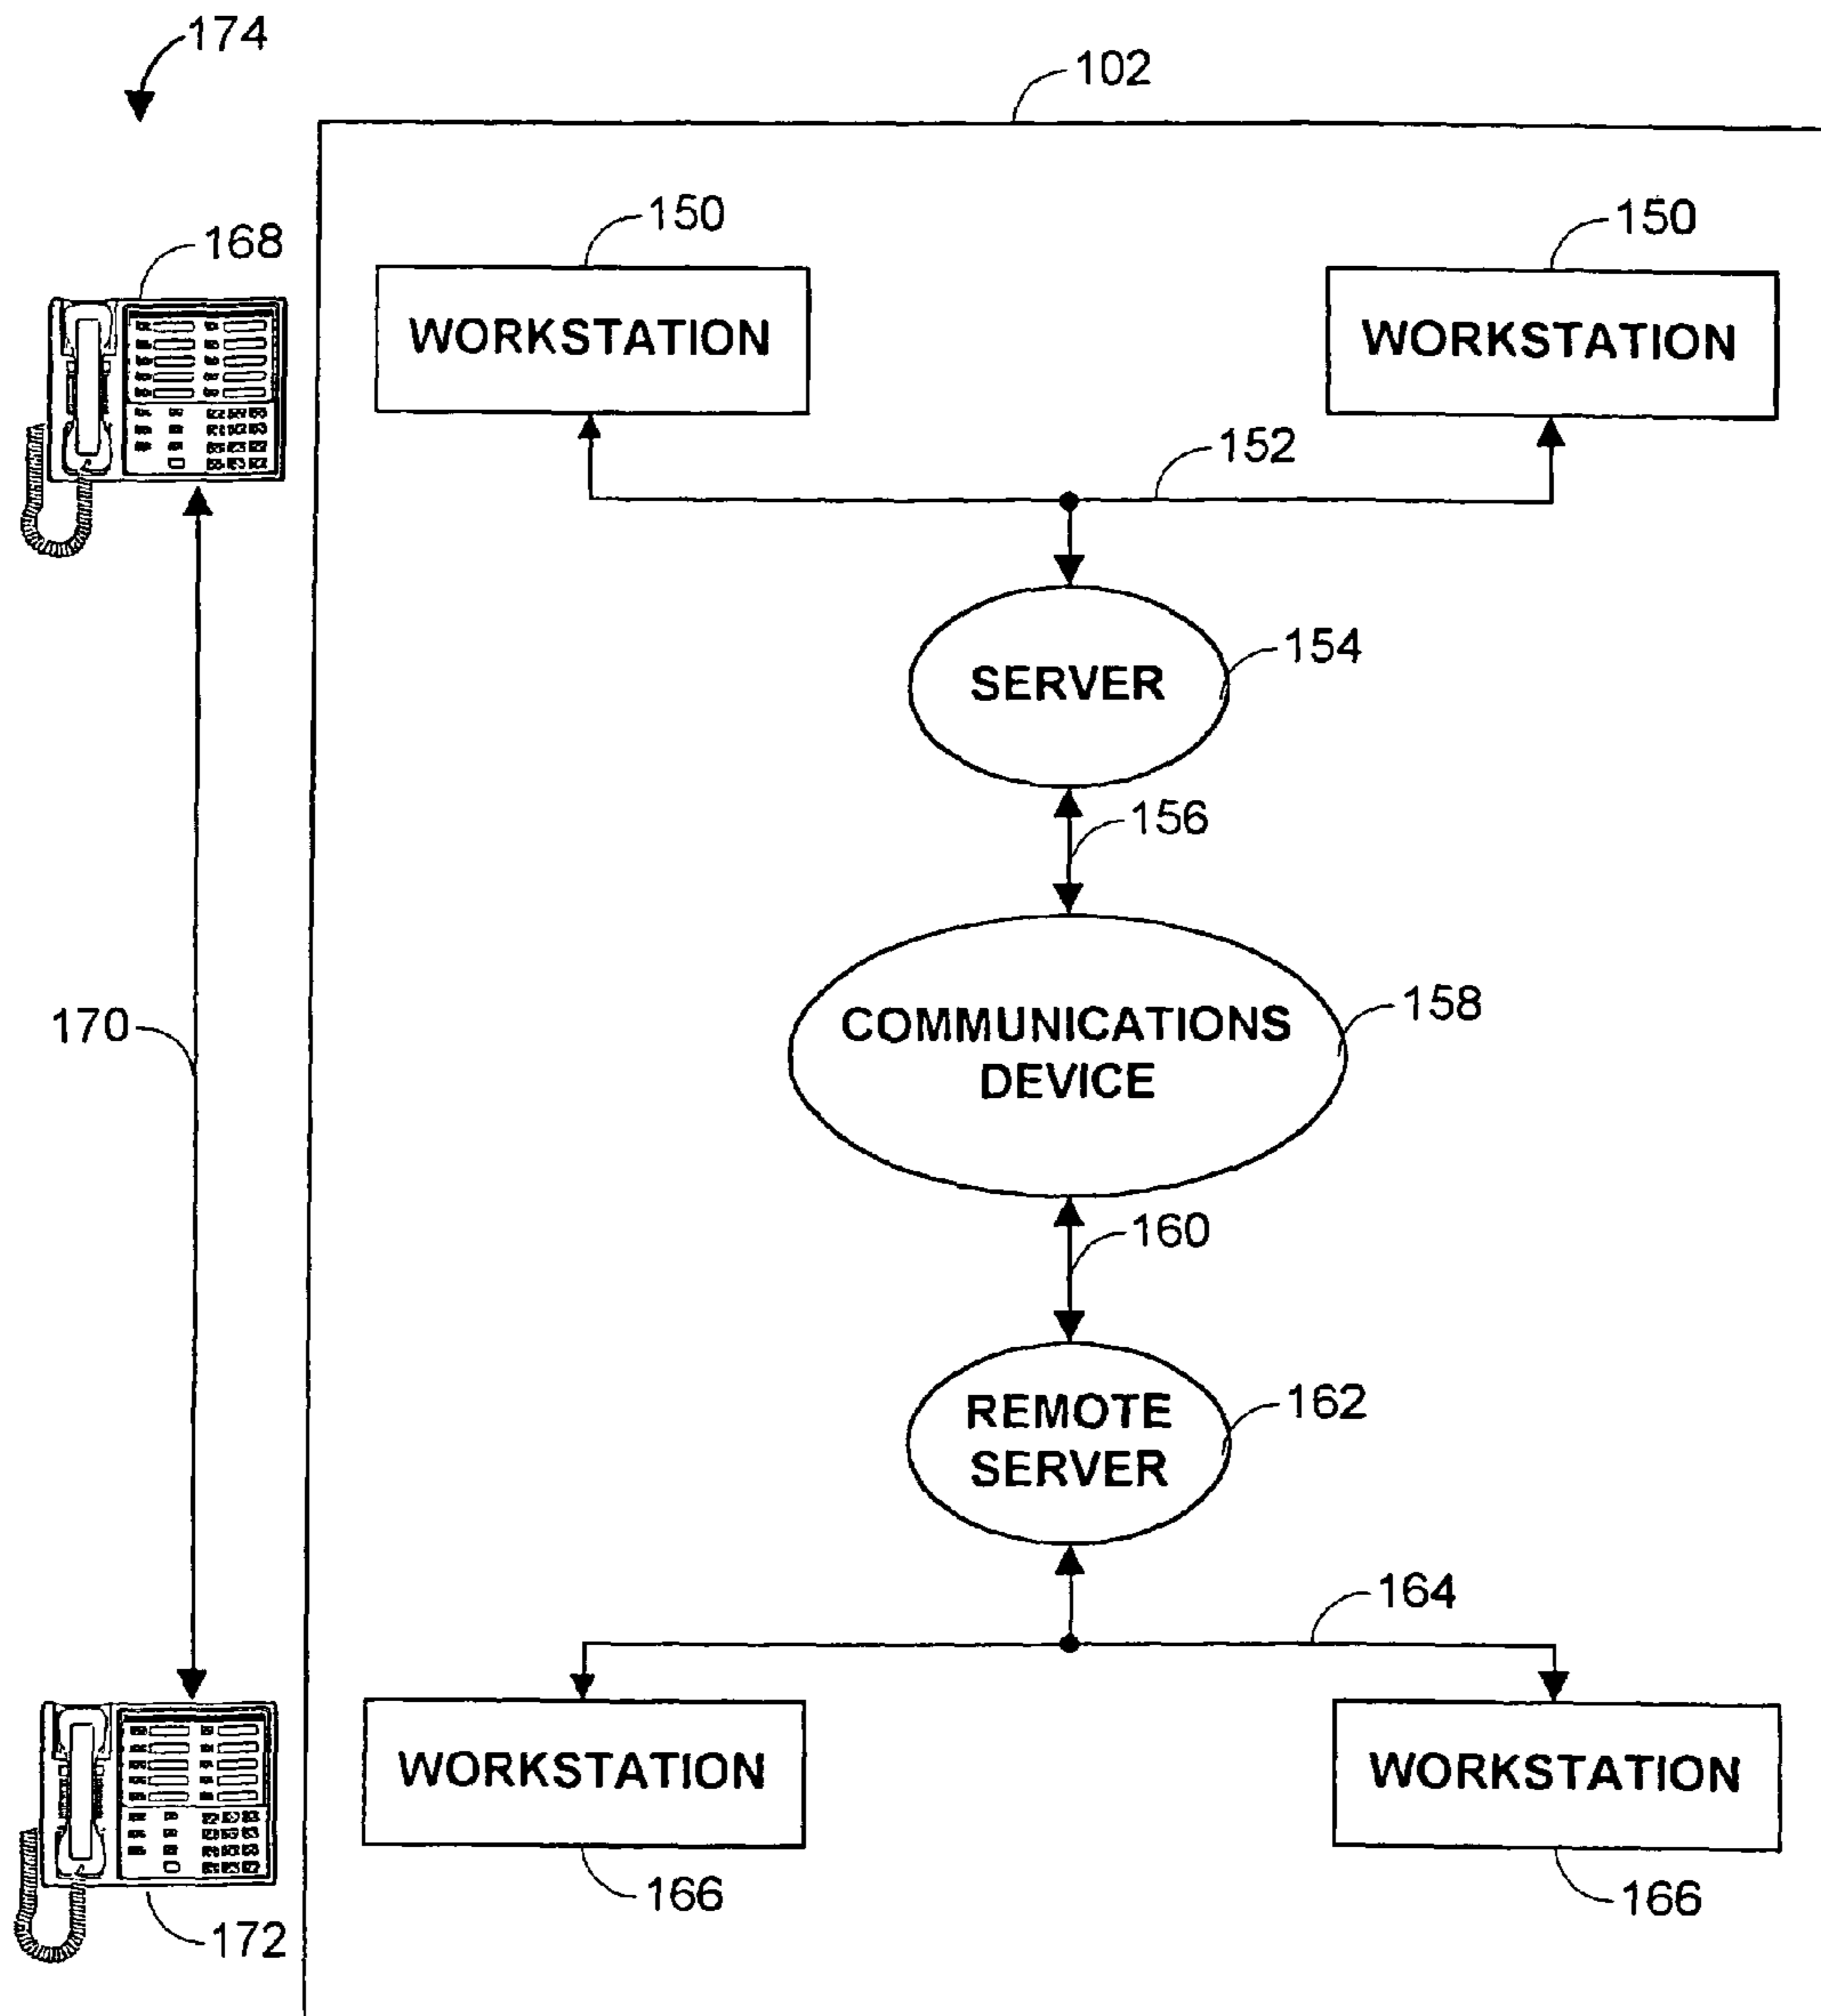 174
102
168
150
150
WORKSTATION
WORKSTATION
152
SERVER
154
156
COMMUNICATIONS
DEVICE
158
170
160
REMOTE
SERVER
162
164
WORKSTATION
WORKSTATION
166
166
172